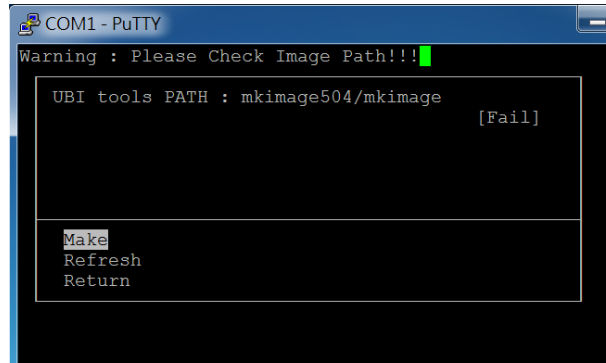 COM1 - PuTTY
Warning : Please Check Image Path!!!
UBI tools PATH : mkimage504/mkimage
[Fail]
Make
Refresh
Return